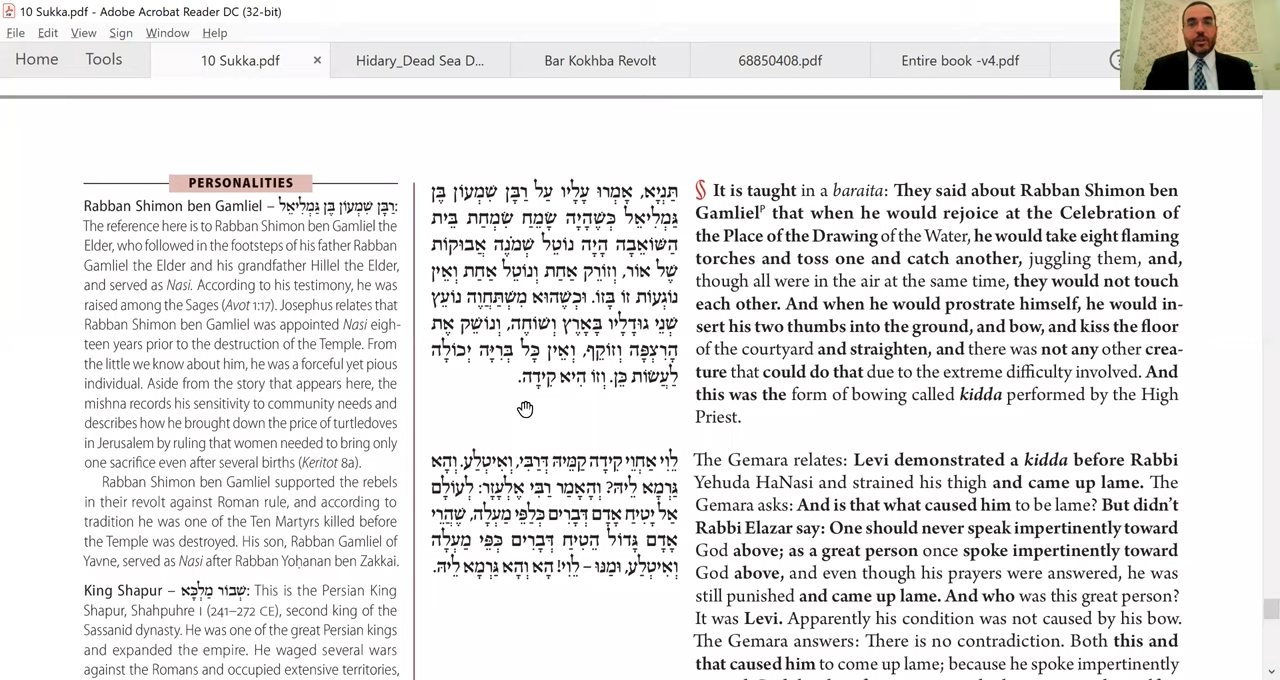 10 Sukka.pdf - Adobe Acrobat Reader DC (32-bit)
File Edit View Sign Window Help
Home Tools 10 Sukka.pdf × Hidary_Dead Sea D... Bar Kokhba Revolt 68850408.pdf Entire book -v4.pdf
PERSONALITIES
Rabban Shimon ben Gamliel – רַבָּן שִׁמְעוֹן בֶּן גַּמְלִיאֵל:
The reference here is to Rabban Shimon ben Gamliel the
Elder, who followed in the footsteps of his father Rabban
Gamliel the Elder and his grandfather Hillel the Elder,
and served as Nasi. According to his testimony, he was
raised among the Sages (Avot 1:17). Josephus relates that
Rabban Shimon ben Gamliel was appointed Nasi eigh-
teen years prior to the destruction of the Temple. From
the little we know about him, he was a forceful yet pious
individual. Aside from the story that appears here, the
mishna records his sensitivity to community needs and
describes how he brought down the price of turtledoves
in Jerusalem by ruling that women needed to bring only
one sacrifice even after several births (Keritot 8a).
Rabban Shimon ben Gamliel supported the rebels
in their revolt against Roman rule, and according to
tradition he was one of the Ten Martyrs killed before
the Temple was destroyed. His son, Rabban Gamliel of
Yavne, served as Nasi after Rabban Yoḥanan ben Zakkai.
King Shapur – שְׁבוֹר מַלְכָּא: This is the Persian King
Shapur, Shahpuhre I (241–272 CE), second king of the
Sassanid dynasty. He was one of the great Persian kings
and expanded the empire. He waged several wars
against the Romans and occupied extensive territories,
תַּנְיָא, אָמְרוּ עָלָיו עַל רַבָּן שִׁמְעוֹן בֶּן
גַּמְלִיאֵל כְּשֶׁהָיָה שָׂמֵחַ שִׂמְחַת בֵּית
הַשּׁוֹאֵבָה הָיָה נוֹטֵל שְׁמֹנָה אֲבוּקוֹת
שֶׁל אוֹר, וְזוֹרֵק אַחַת וְנוֹטֵל אַחַת וְאֵין
נוֹגְעוֹת זוֹ בָּזוֹ. וּכְשֶׁהוּא מִשְׁתַּחֲוֶה נוֹעֵץ
שְׁנֵי גּוּדָלָיו בָּאָרֶץ וְשׁוֹחֶה, וְנוֹשֵׁק אֶת
הָרִצְפָּה וְזוֹקֵף, וְאֵין כׇּל בְּרִיָּה יְכוֹלָה
לַעֲשׂוֹת כֵּן. וְזוֹ הִיא קִידָה.
לֵוִי אַחְוֵי קִידָה קַמֵּיהּ דְּרַבִּי, וְאִיטְּלַע. וְהָא
גְּרַמָא לֵיהּ? וְהָאָמַר רַבִּי אֶלְעָזָר: לְעוֹלָם
אַל יָטִיחַ אָדָם דְּבָרִים כְּלַפֵּי מַעְלָה, שֶׁהֲרֵי
אָדָם גָּדוֹל הֵטִיחַ דְּבָרִים כְּפֵי מַעְלָה
וְאִיטְּלַע, וּמַנּוּ – לֵוִי! הָא וְהָא גְּרַמָא לֵיהּ.
§ It is taught in a baraita: They said about Rabban Shimon ben
Gamliel^P that when he would rejoice at the Celebration of
the Place of the Drawing of the Water, he would take eight flaming
torches and toss one and catch another, juggling them, and,
though all were in the air at the same time, they would not touch
each other. And when he would prostrate himself, he would in-
sert his two thumbs into the ground, and bow, and kiss the floor
of the courtyard and straighten, and there was not any other crea-
ture that could do that due to the extreme difficulty involved. And
this was the form of bowing called kidda performed by the High
Priest.
The Gemara relates: Levi demonstrated a kidda before Rabbi
Yehuda HaNasi and strained his thigh and came up lame. The
Gemara asks: And is that what caused him to be lame? But didn't
Rabbi Elazar say: One should never speak impertinently toward
God above; as a great person once spoke impertinently toward
God above, and even though his prayers were answered, he was
still punished and came up lame. And who was this great person?
It was Levi. Apparently his condition was not caused by his bow.
The Gemara answers: There is no contradiction. Both this and
that caused him to come up lame; because he spoke impertinently